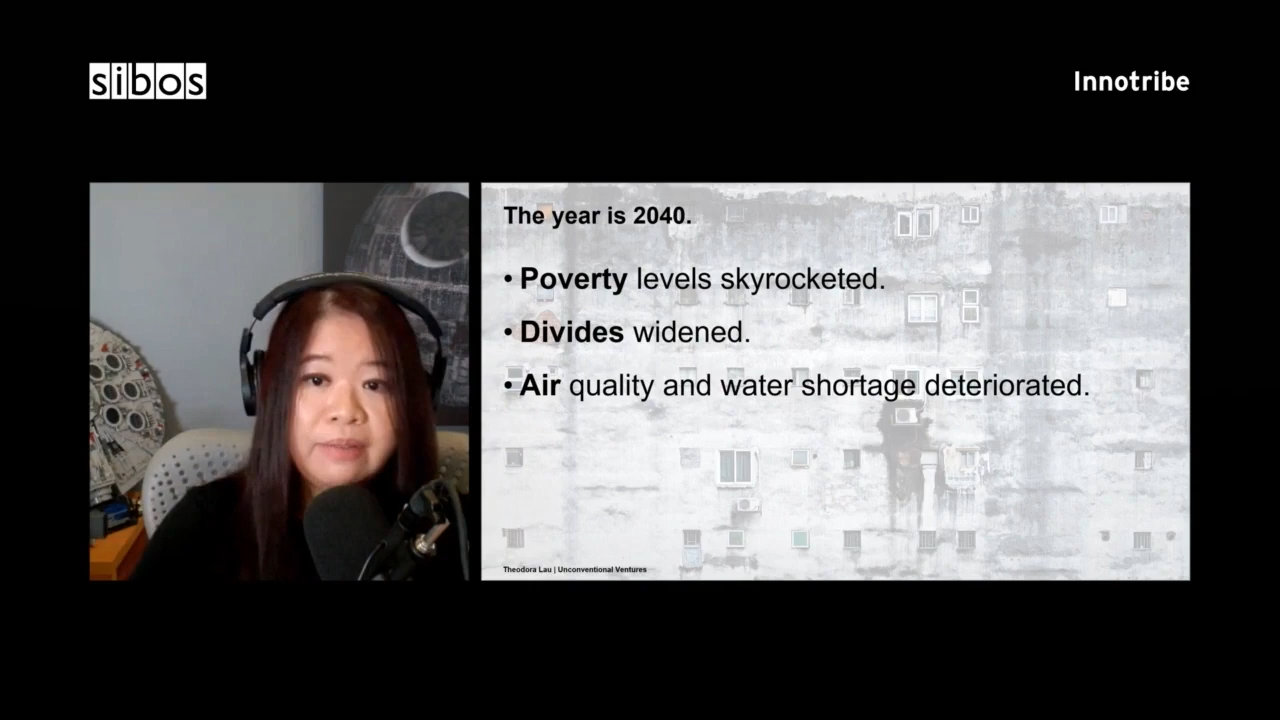 sibos
Innotribe
The year is 2040.
• Poverty levels skyrocketed.
• Divides widened.
• Air quality and water shortage deteriorated.
Theodora Lau | Unconventional Ventures